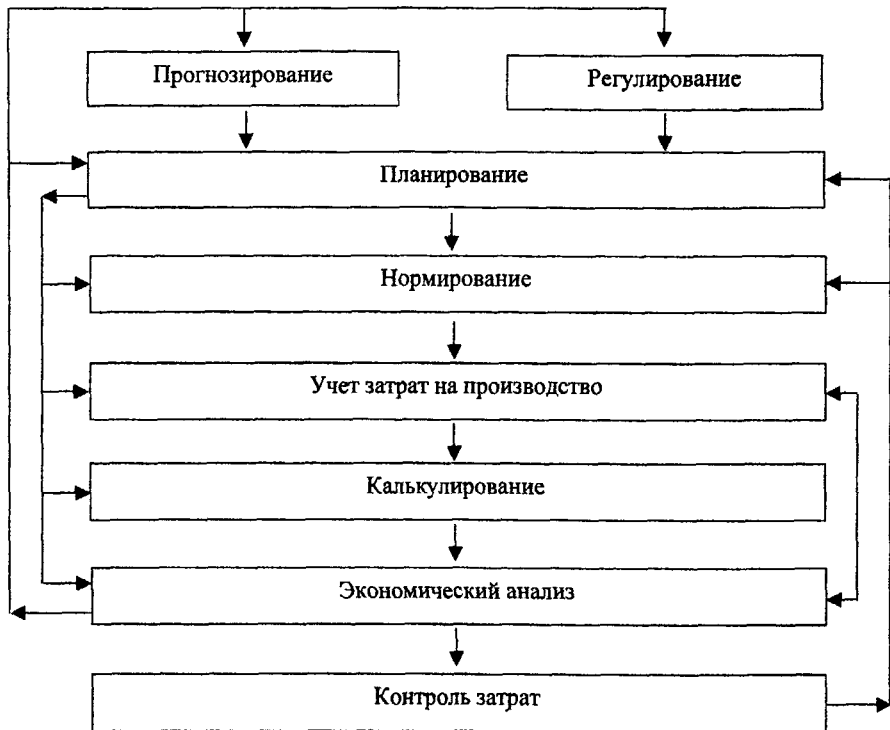 Прогнозирование
Регулирование
Планирование
Нормирование
Учет затрат на производство
Калькулирование
Экономический анализ
Контроль затрат